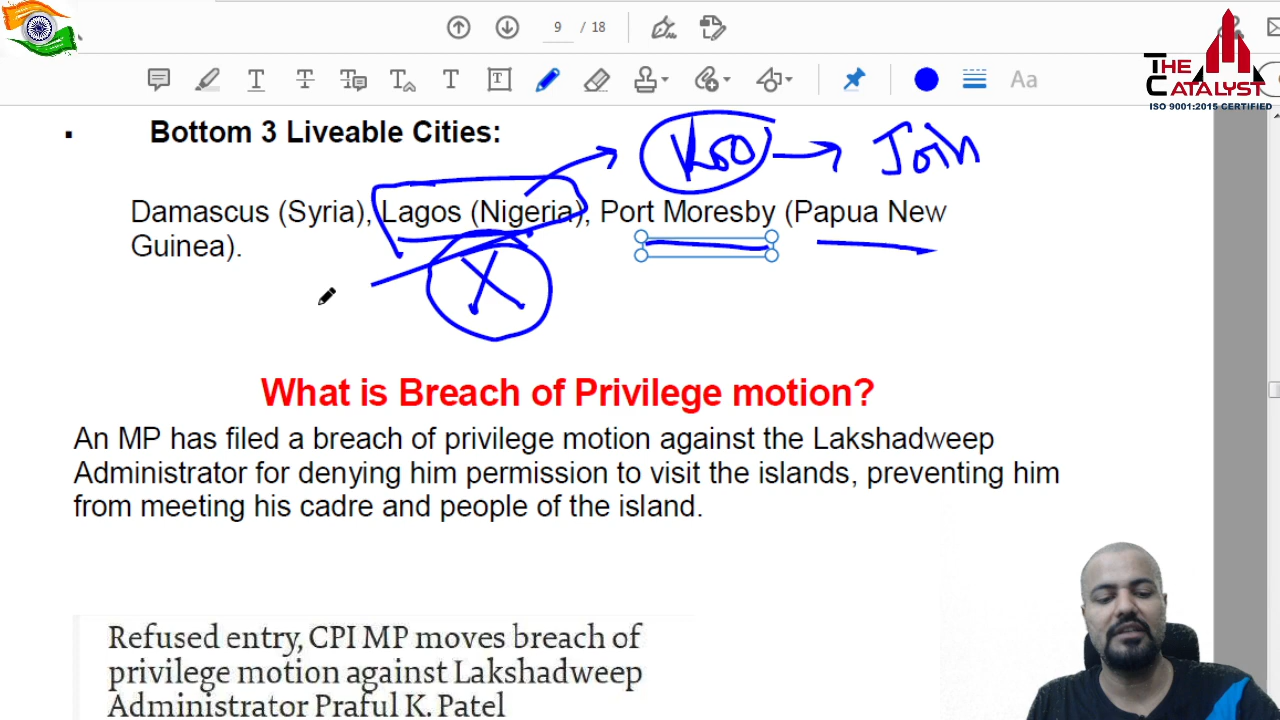 9 / 18
THE CATALYST
ISO 9001:2015 CERTIFIED
T T T T T T Aa
▪ Bottom 3 Liveable Cities:
Join
Damascus (Syria), Lagos (Nigeria), Port Moresby (Papua New
Guinea).
X
What is Breach of Privilege motion?
An MP has filed a breach of privilege motion against the Lakshadweep
Administrator for denying him permission to visit the islands, preventing him
from meeting his cadre and people of the island.
Refused entry, CPI MP moves breach of
privilege motion against Lakshadweep
Administrator Praful K. Patel